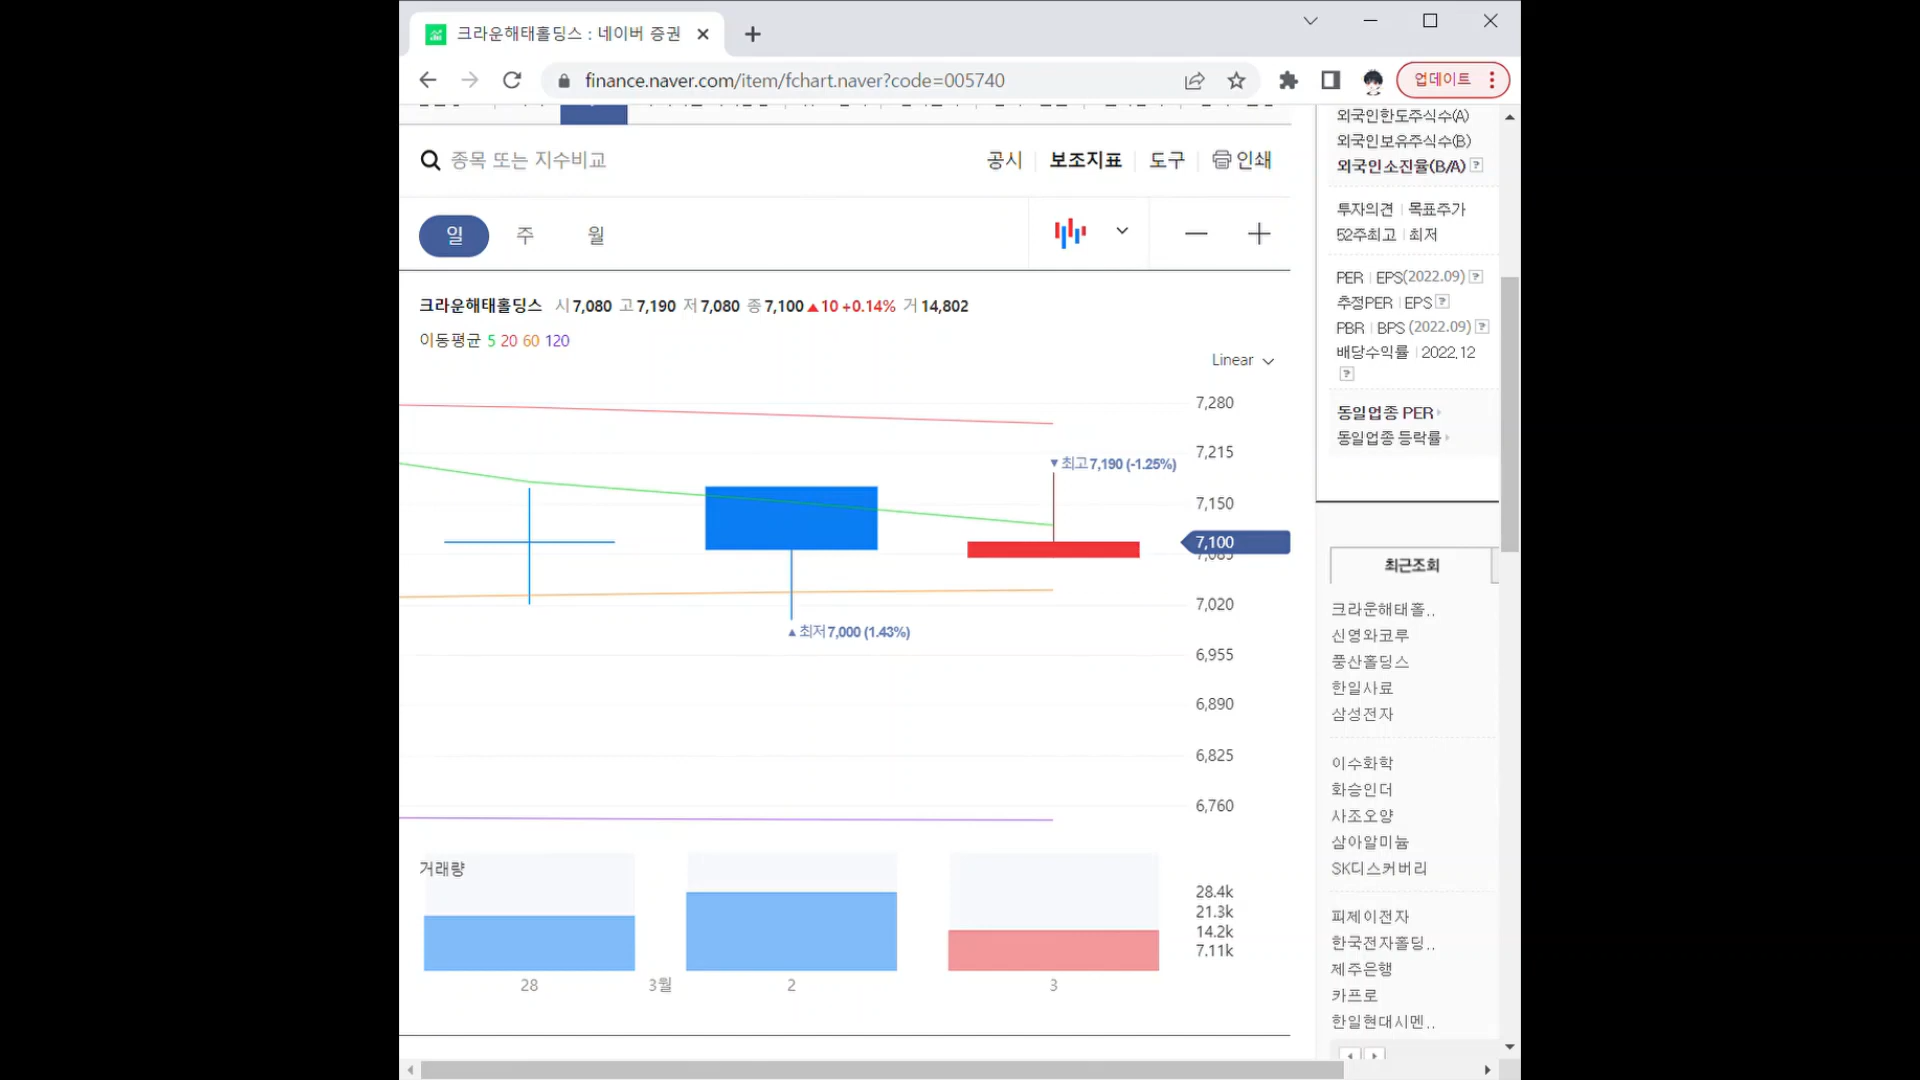 크라운해태홀딩스 : 네이버 증권
finance.naver.com/item/fchart.naver?code=005740
업데이트
종목 또는 지수비교
공시 보조지표 도구 인쇄
일 주 월
크라운해태홀딩스 시 7,080 고 7,190 저 7,080 종 7,100 ▲10 +0.14% 거 14,802
이동평균 5 20 60 120
Linear
7,280
7,215
▼최고 7,190 (-1.25%)
7,150
7,100
7,085
7,020
▲최저 7,000 (1.43%)
6,955
6,890
6,825
6,760
거래량
28.4k
21.3k
14.2k
7.11k
28 3월 2 3
외국인한도주식수(A)
외국인보유주식수(B)
외국인소진율(B/A) ?
투자의견 | 목표주가
52주최고 | 최저
PER | EPS(2022.09) ?
추정PER | EPS ?
PBR | BPS (2022.09) ?
배당수익률 | 2022.12
?
동일업종 PER
동일업종 등락률
최근조회
크라운해태홀..
신영와코루
풍산홀딩스
한일사료
삼성전자
이수화학
화승인더
사조오양
삼아알미늄
SK디스커버리
피제이전자
한국전자홀딩..
제주은행
카프로
한일현대시멘..